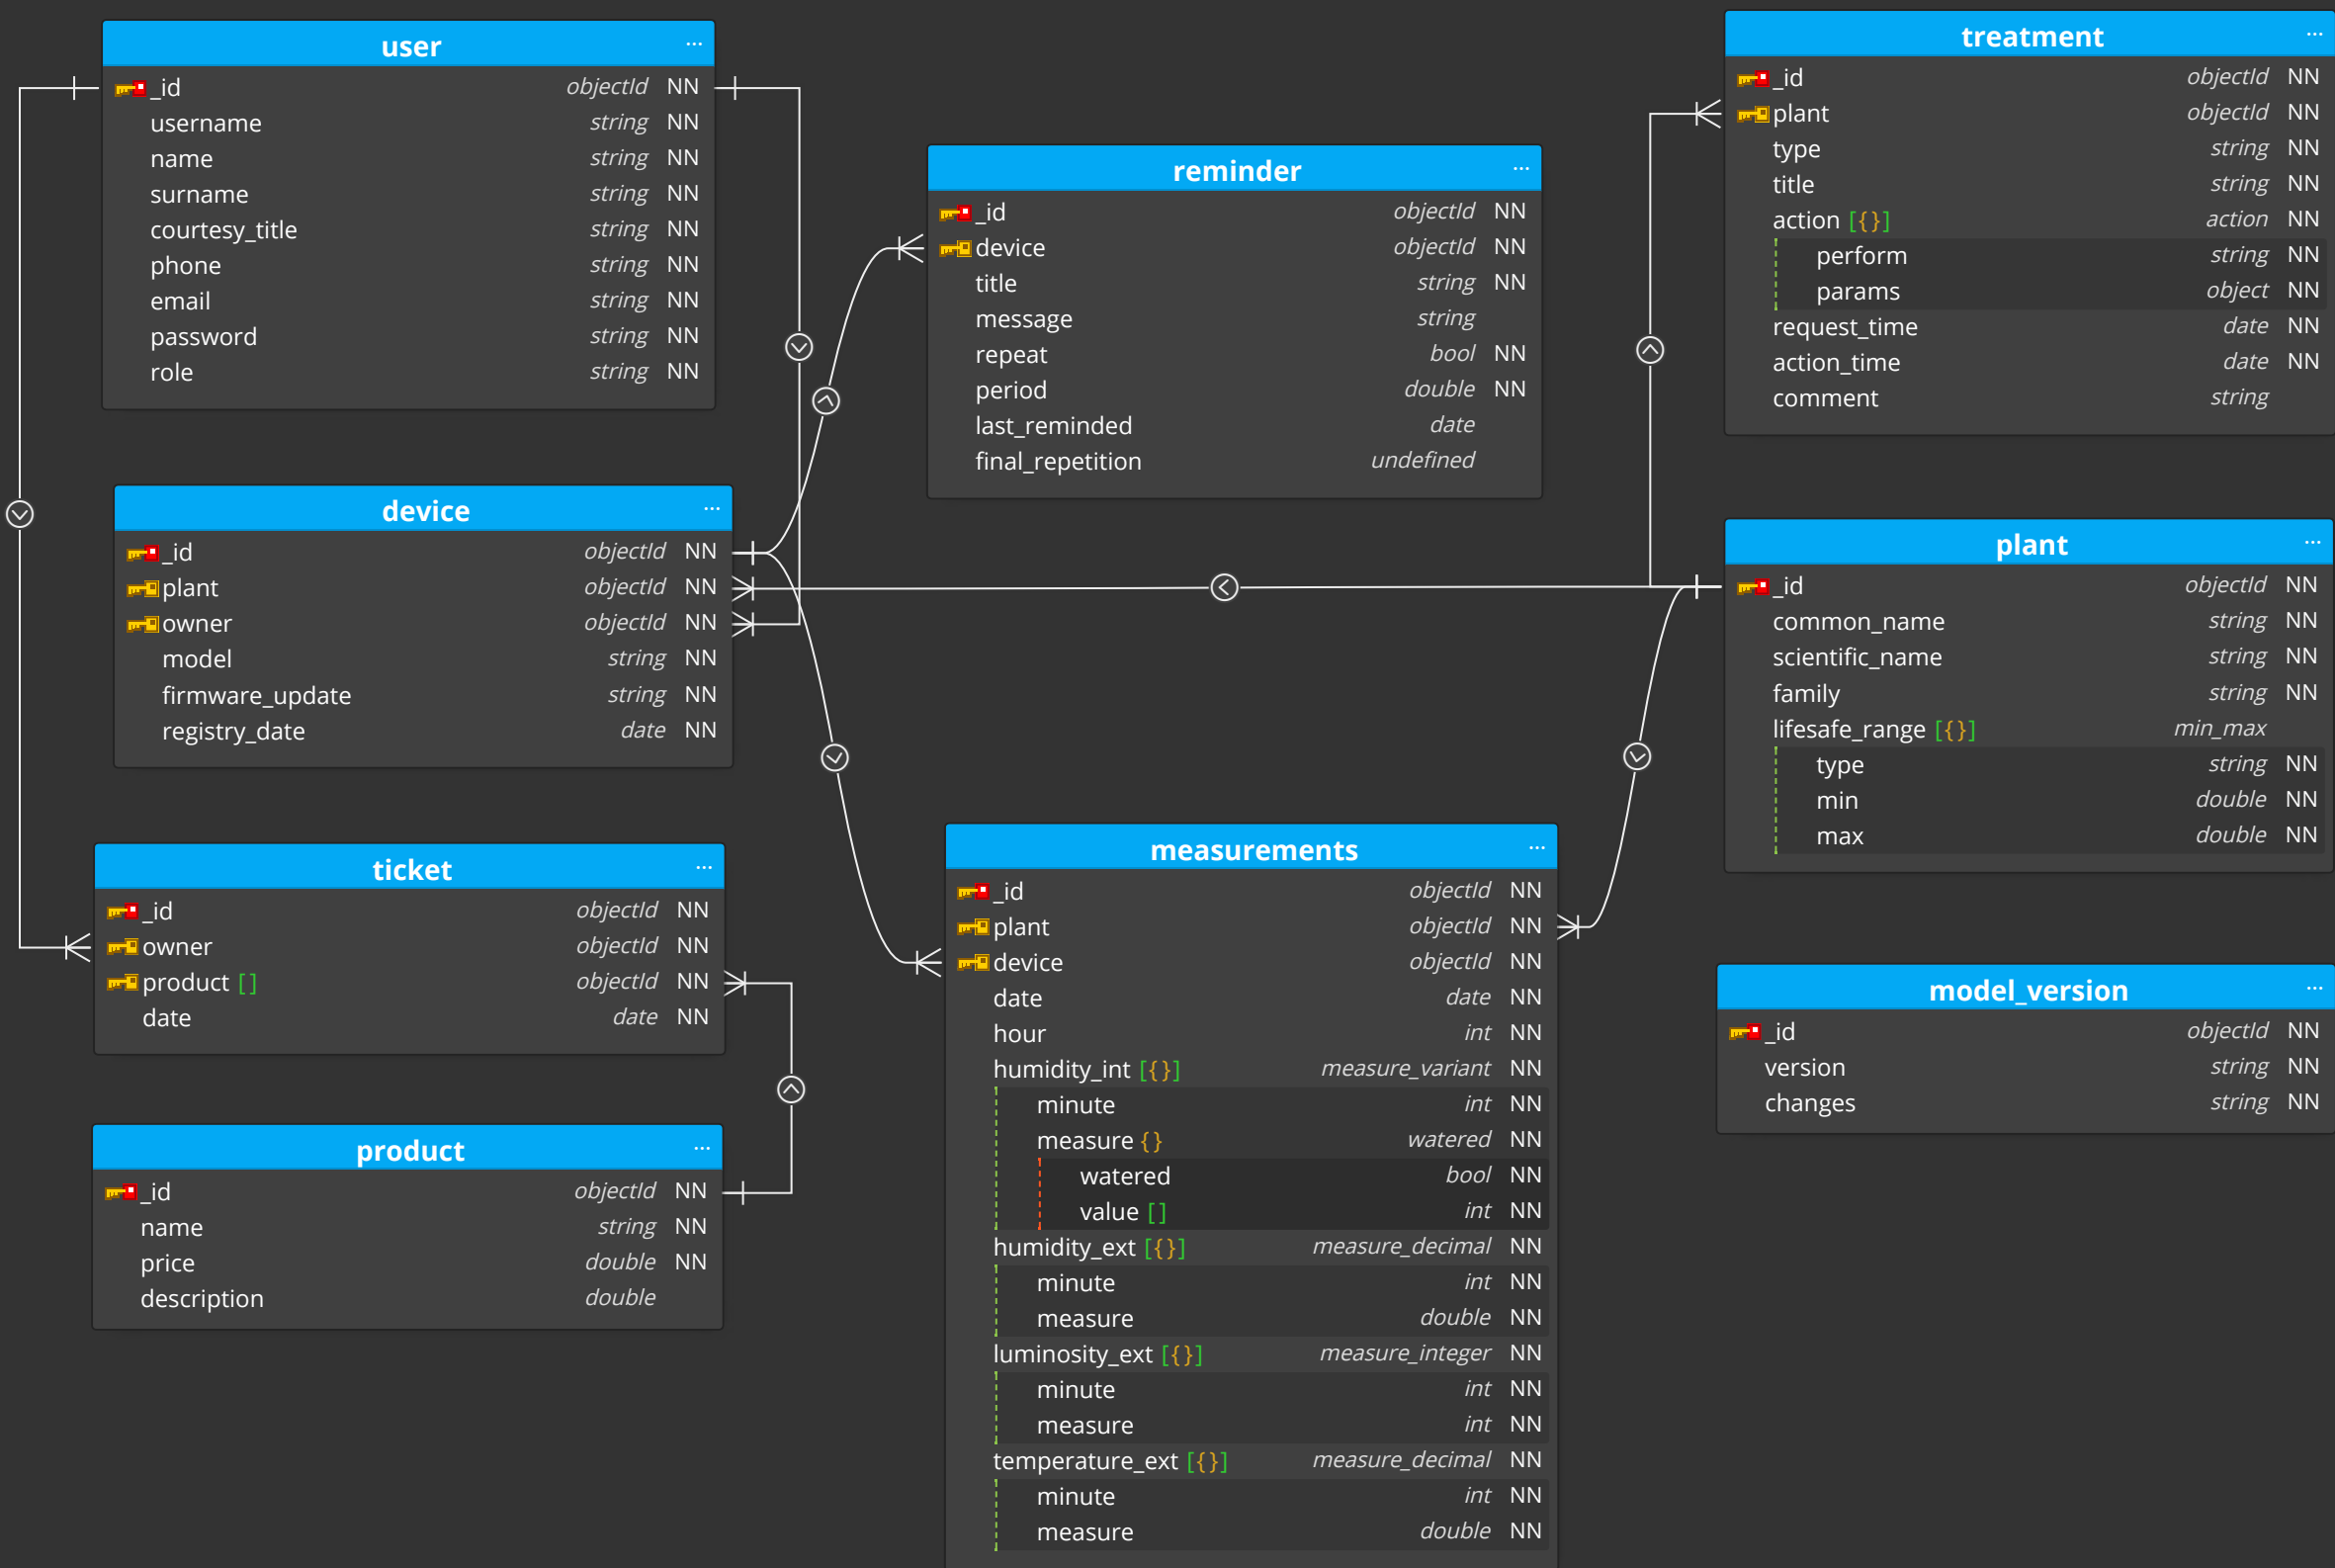 user ...
_id objectId NN
username string NN
name string NN
surname string NN
courtesy_title string NN
phone string NN
email string NN
password string NN
role string NN
device ...
_id objectId NN
plant objectId NN
owner objectId NN
model string NN
firmware_update string NN
registry_date date NN
ticket ...
_id objectId NN
owner objectId NN
product [] objectId NN
date date NN
product ...
_id objectId NN
name string NN
price double NN
description double
reminder ...
_id objectId NN
device objectId NN
title string NN
message string
repeat bool NN
period double NN
last_reminded date
final_repetition undefined
measurements ...
_id objectId NN
plant objectId NN
device objectId NN
date date NN
hour int NN
humidity_int [{}] measure_variant NN
minute int NN
measure {} watered NN
watered bool NN
value [] int NN
humidity_ext [{}] measure_decimal NN
minute int NN
measure double NN
luminosity_ext [{}] measure_integer NN
minute int NN
measure int NN
temperature_ext [{}] measure_decimal NN
minute int NN
measure double NN
treatment ...
_id objectId NN
plant objectId NN
type string NN
title string NN
action [{}] action NN
perform string NN
params object NN
request_time date NN
action_time date NN
comment string
plant ...
_id objectId NN
common_name string NN
scientific_name string NN
family string NN
lifesafe_range [{}] min_max
type string NN
min double NN
max double NN
model_version ...
_id objectId NN
version string NN
changes string NN